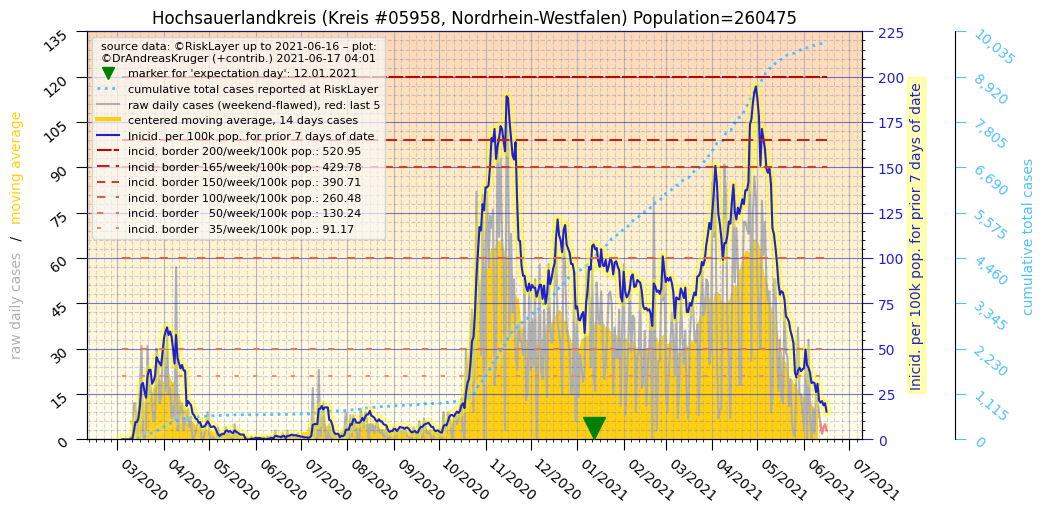 Hochsauerlandkreis (Kreis #05958, Nordrhein-Westfalen) Population=260475
source data: ©RiskLayer up to 2021-06-16 – plot:
©DrAndreasKruger (+contrib.) 2021-06-17 04:01
marker for 'expectation day': 12.01.2021
cumulative total cases reported at RiskLayer
raw daily cases (weekend-flawed), red: last 5
centered moving average, 14 days cases
Inicid. per 100k pop. for prior 7 days of date
incid. border 200/week/100k pop.: 520.95
incid. border 165/week/100k pop.: 429.78
incid. border 150/week/100k pop.: 390.71
incid. border 100/week/100k pop.: 260.48
incid. border   50/week/100k pop.: 130.24
incid. border   35/week/100k pop.: 91.17
raw daily cases / moving average
135
120
105
90
75
60
45
30
15
0
03/2020
04/2020
05/2020
06/2020
07/2020
08/2020
09/2020
10/2020
11/2020
12/2020
01/2021
02/2021
03/2021
04/2021
05/2021
06/2021
07/2021
225
200
175
150
125
100
75
50
25
0
Inicid. per 100k pop. for prior 7 days of date
10,035
8,920
7,805
6,690
5,575
4,460
3,345
2,230
1,115
0
cumulative total cases